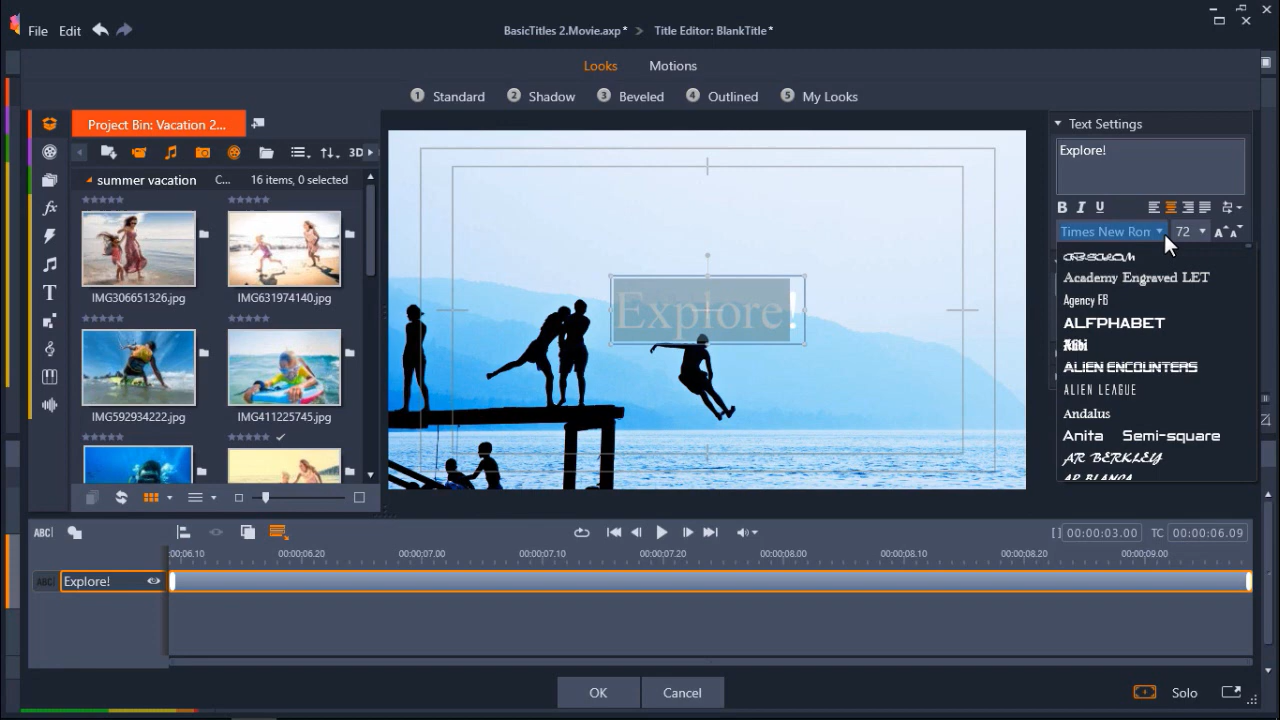 File Edit
BasicTitles 2.Movie.axp* > Title Editor: BlankTitle*
Looks Motions
1 Standard 2 Shadow 3 Beveled 4 Outlined 5 My Looks
Project Bin: Vacation 2...
3D
summer vacation C... 16 items, 0 selected
IMG306651326.jpg IMG631974140.jpg
IMG592934222.jpg IMG411225745.jpg
Explore!
Text Settings
Explore!
B I U
Times New Ron 72 A A
Academy Engraved LET
Agency FB
ALFPHABET
ALIEN ENCOUNTERS
ALIEN LEAGUE
Andalus
Anita Semi-square
AR BERKLEY
AR BLANCA
ABC
[] 00:00:03.00 TC 00:00:06.09
:00;06.10 00:00;06.20 00:00;07.00 00:00;07.10 00:00;07.20 00:00;08.00 00:00;08.10 00:00;08.20 00:00;09.00
ABC Explore!
OK Cancel
Solo